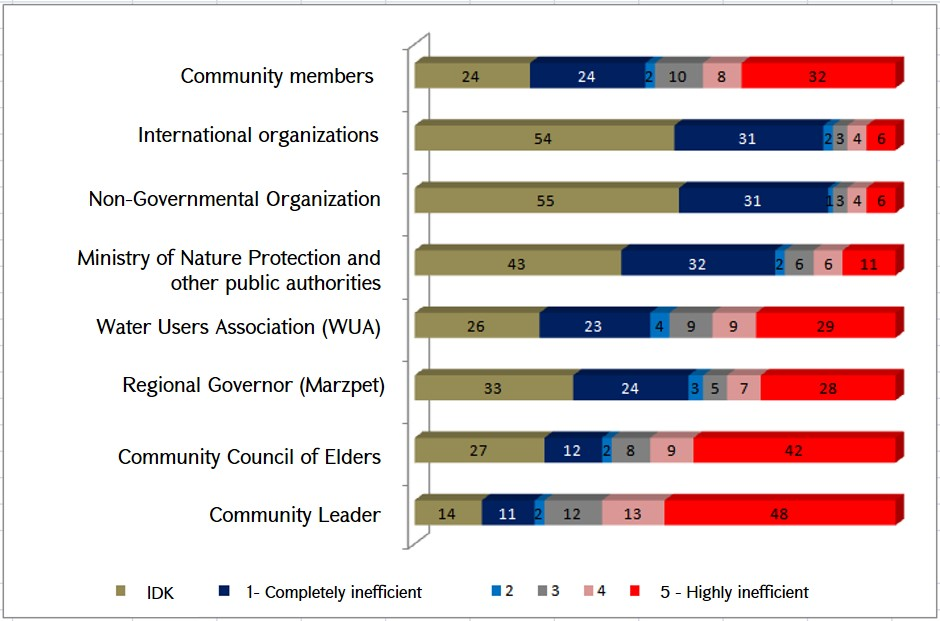 Community members 24 24 2 10 8 32
International organizations 54 31 2 3 4 6
Non-Governmental Organization 55 31 1 3 4 6
Ministry of Nature Protection and
other public authorities 43 32 2 6 6 11
Water Users Association (WUA) 26 23 4 9 9 29
Regional Governor (Marzpet) 33 24 3 5 7 28
Community Council of Elders 27 12 2 8 9 42
Community Leader 14 11 2 12 13 48
IDK 1- Completely inefficient 2 3 4 5 - Highly inefficient